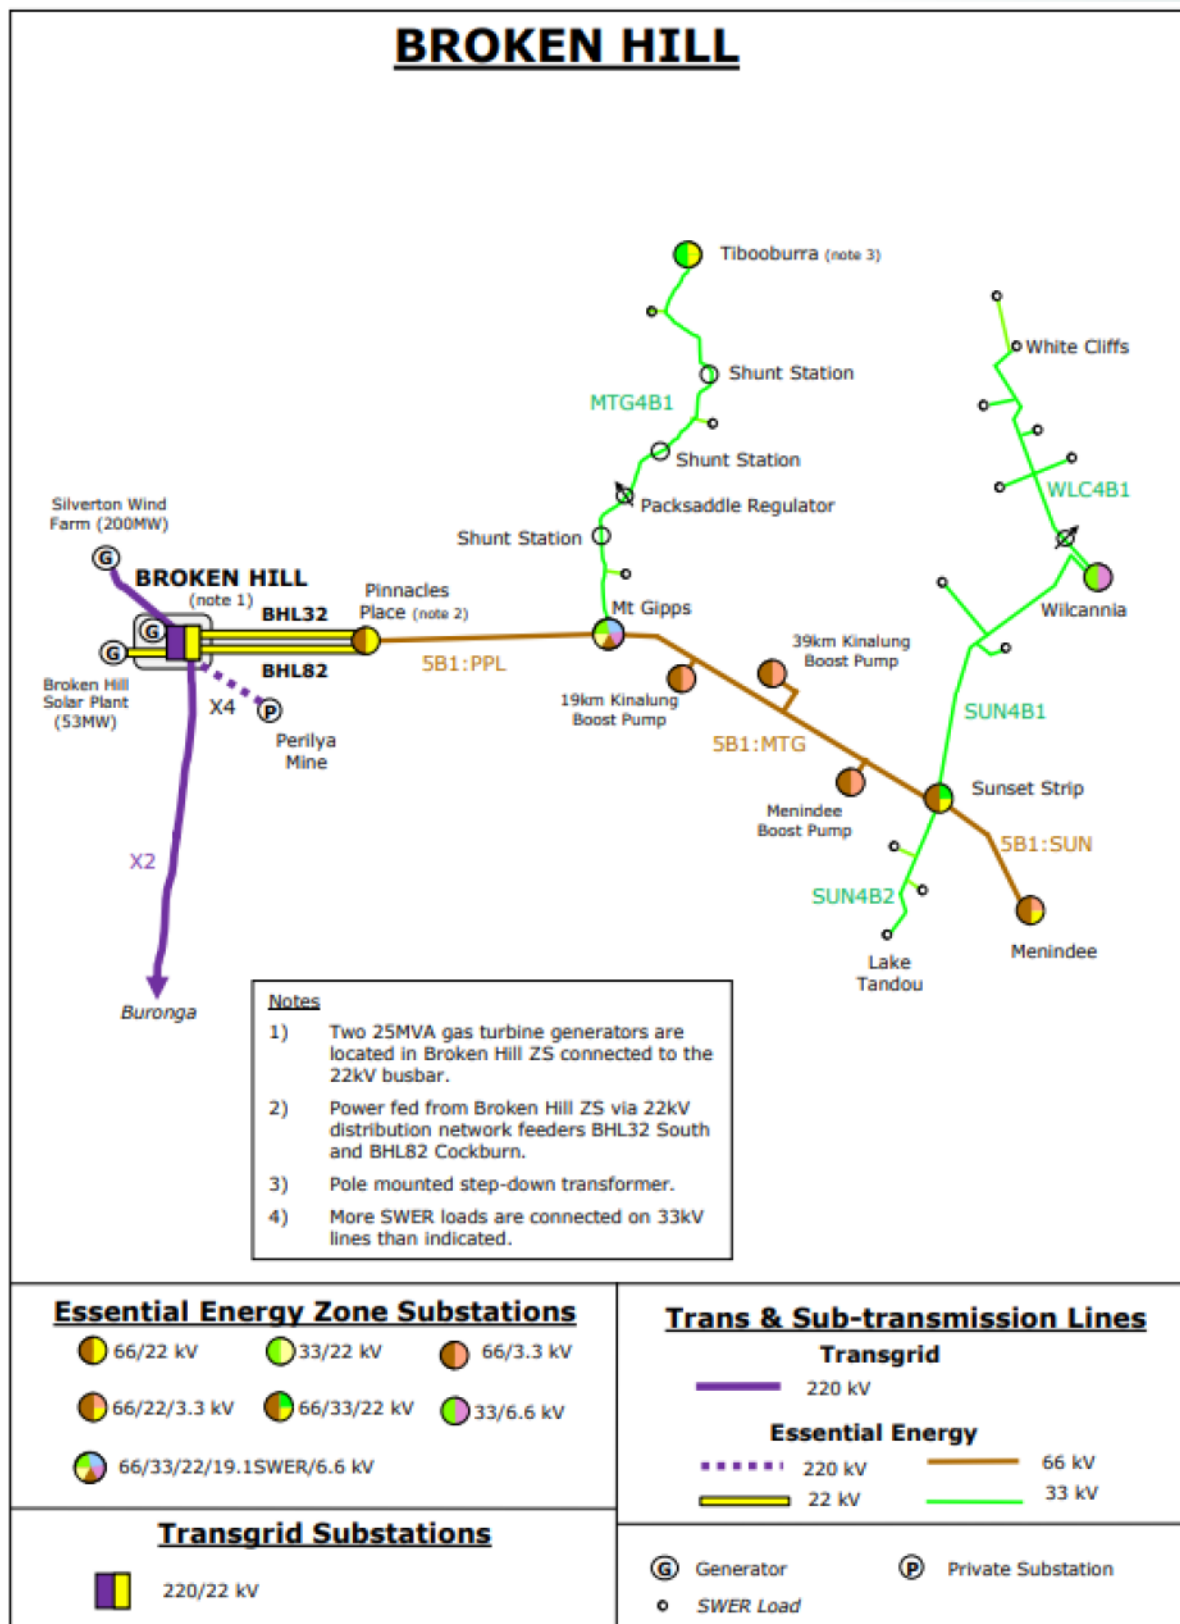 BROKEN HILL
Tibooburra (note 3)
White Cliffs
Shunt Station
MTG4B1
Shunt Station
WLC4B1
Packsaddle Regulator
Silverton Wind
Farm (200MW)
Shunt Station
G
BROKEN HILL
(note 1)
BHL32
Pinnacles
Place (note 2)
Mt Gipps
Wilcannia
39km Kinalung
Boost Pump
G
G
BHL82
5B1:PPL
Broken Hill
Solar Plant
(53MW)
X4
P
Perilya
Mine
19km Kinalung
Boost Pump
SUN4B1
5B1:MTG
Sunset Strip
Menindee
Boost Pump
5B1:SUN
X2
SUN4B2
Menindee
Lake
Tandou
Buronga
Notes
1) Two 25MVA gas turbine generators are
located in Broken Hill ZS connected to the
22kV busbar.
2) Power fed from Broken Hill ZS via 22kV
distribution network feeders BHL32 South
and BHL82 Cockburn.
3) Pole mounted step-down transformer.
4) More SWER loads are connected on 33kV
lines than indicated.
Essential Energy Zone Substations
66/22 kV
33/22 kV
66/3.3 kV
66/22/3.3 kV
66/33/22 kV
33/6.6 kV
66/33/22/19.1SWER/6.6 kV
Transgrid Substations
220/22 kV
Trans & Sub-transmission Lines
Transgrid
220 kV
Essential Energy
220 kV
66 kV
22 kV
33 kV
G Generator
P Private Substation
SWER Load